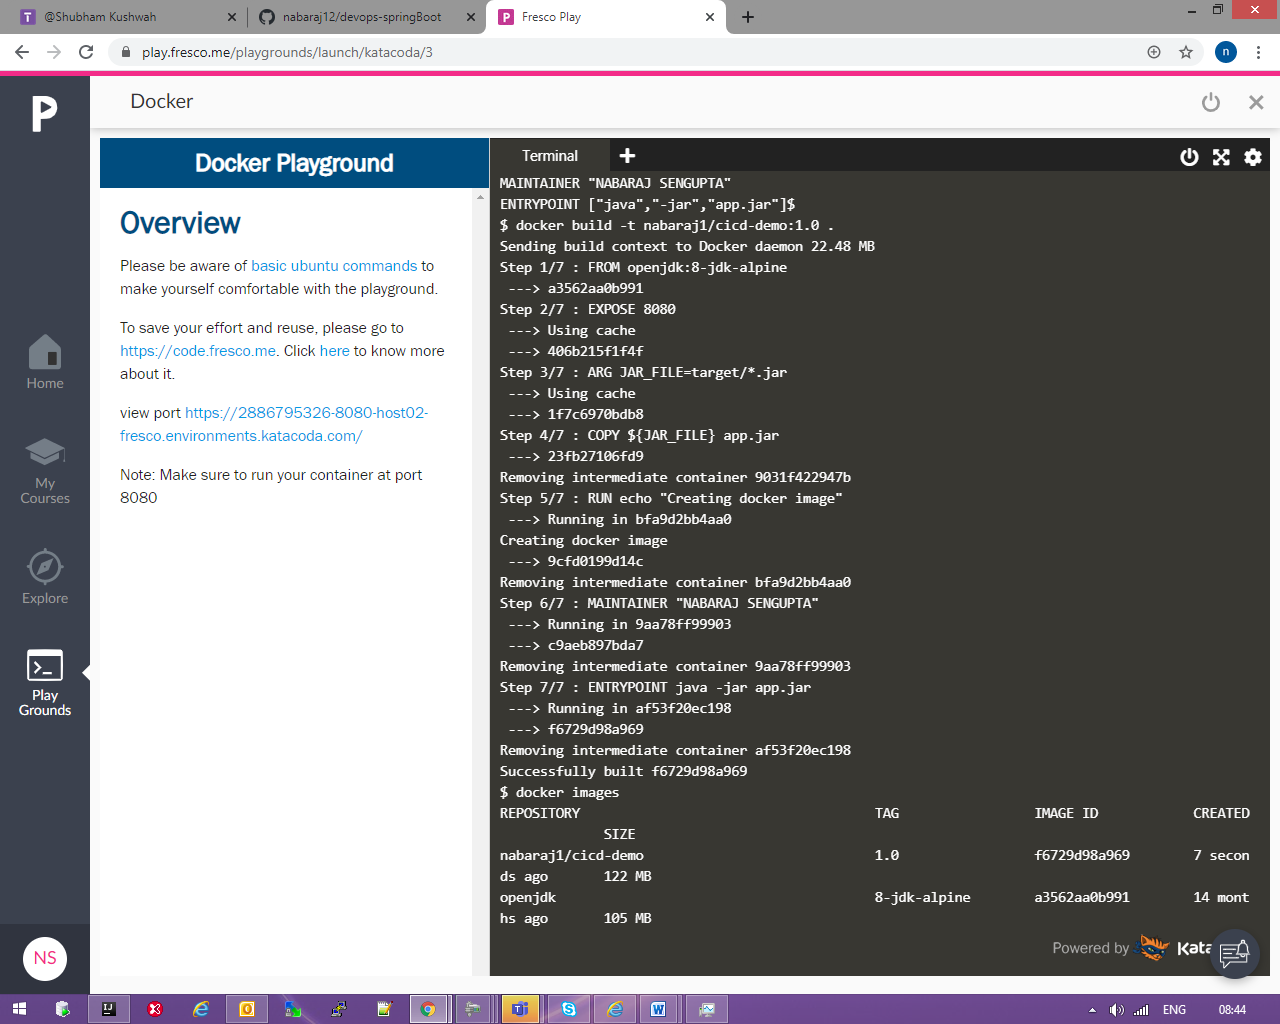 @Shubham Kushwah
nabaraj12/devops-springBoot
Fresco Play
play.fresco.me/playgrounds/launch/katacoda/3
n
Docker
Docker Playground
Overview
Please be aware of basic ubuntu commands to
make yourself comfortable with the playground.
To save your effort and reuse, please go to
https://code.fresco.me. Click here to know more
about it.
view port https://2886795326-8080-host02-
fresco.environments.katacoda.com/
Note: Make sure to run your container at port
8080
Home
My
Courses
Explore
Play
Grounds
NS
Terminal
MAINTAINER "NABARAJ SENGUPTA"
ENTRYPOINT ["java","-jar","app.jar"]$
$ docker build -t nabaraj1/cicd-demo:1.0 .
Sending build context to Docker daemon 22.48 MB
Step 1/7 : FROM openjdk:8-jdk-alpine
---> a3562aa0b991
Step 2/7 : EXPOSE 8080
---> Using cache
---> 406b215f1f4f
Step 3/7 : ARG JAR_FILE=target/*.jar
---> Using cache
---> 1f7c6970bdb8
Step 4/7 : COPY ${JAR_FILE} app.jar
---> 23fb27106fd9
Removing intermediate container 9031f422947b
Step 5/7 : RUN echo "Creating docker image"
---> Running in bfa9d2bb4aa0
Creating docker image
---> 9cfd0199d14c
Removing intermediate container bfa9d2bb4aa0
Step 6/7 : MAINTAINER "NABARAJ SENGUPTA"
---> Running in 9aa78ff99903
---> c9aeb897bda7
Removing intermediate container 9aa78ff99903
Step 7/7 : ENTRYPOINT java -jar app.jar
---> Running in af53f20ec198
---> f6729d98a969
Removing intermediate container af53f20ec198
Successfully built f6729d98a969
$ docker images
REPOSITORY TAG IMAGE ID CREATED
SIZE
nabaraj1/cicd-demo 1.0 f6729d98a969 7 secon
ds ago 122 MB
openjdk 8-jdk-alpine a3562aa0b991 14 mont
hs ago 105 MB
Powered by Kata
ENG 08:44